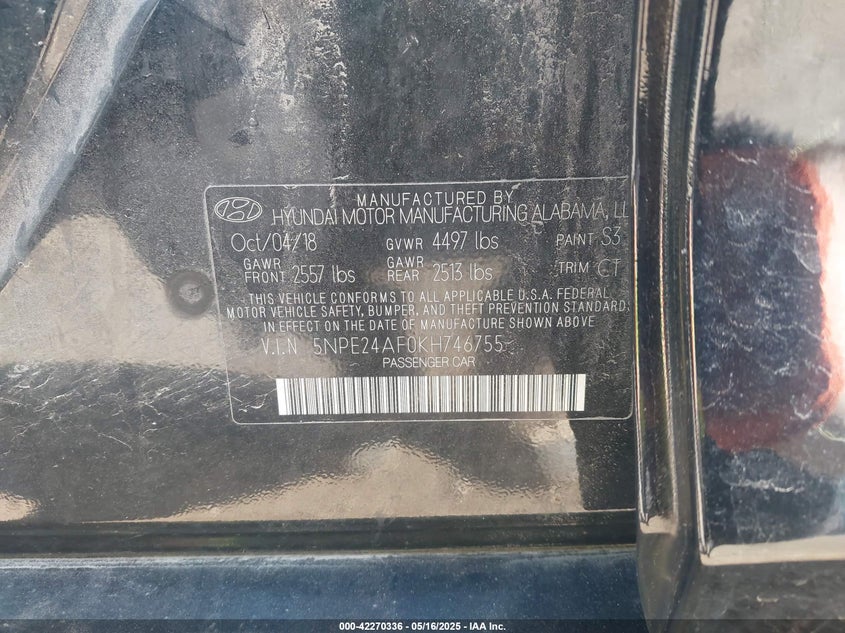 MANUFACTURED BY
HYUNDAI MOTOR MANUFACTURING ALABAMA, LL
Oct/04/18 GVWR 4497 lbs PAINT S3
GAWR FRONT 2557 lbs GAWR REAR 2513 lbs TRIM CT
THIS VEHICLE CONFORMS TO ALL APPLICABLE U.S.A. FEDERAL
MOTOR VEHICLE SAFETY, BUMPER, AND THEFT PREVENTION STANDARD
IN EFFECT ON THE DATE OF MANUFACTURE SHOWN ABOVE
V.I.N 5NPE24AF0KH746755
PASSENGER CAR
000-42270336 - 05/16/2025 - IAA Inc.